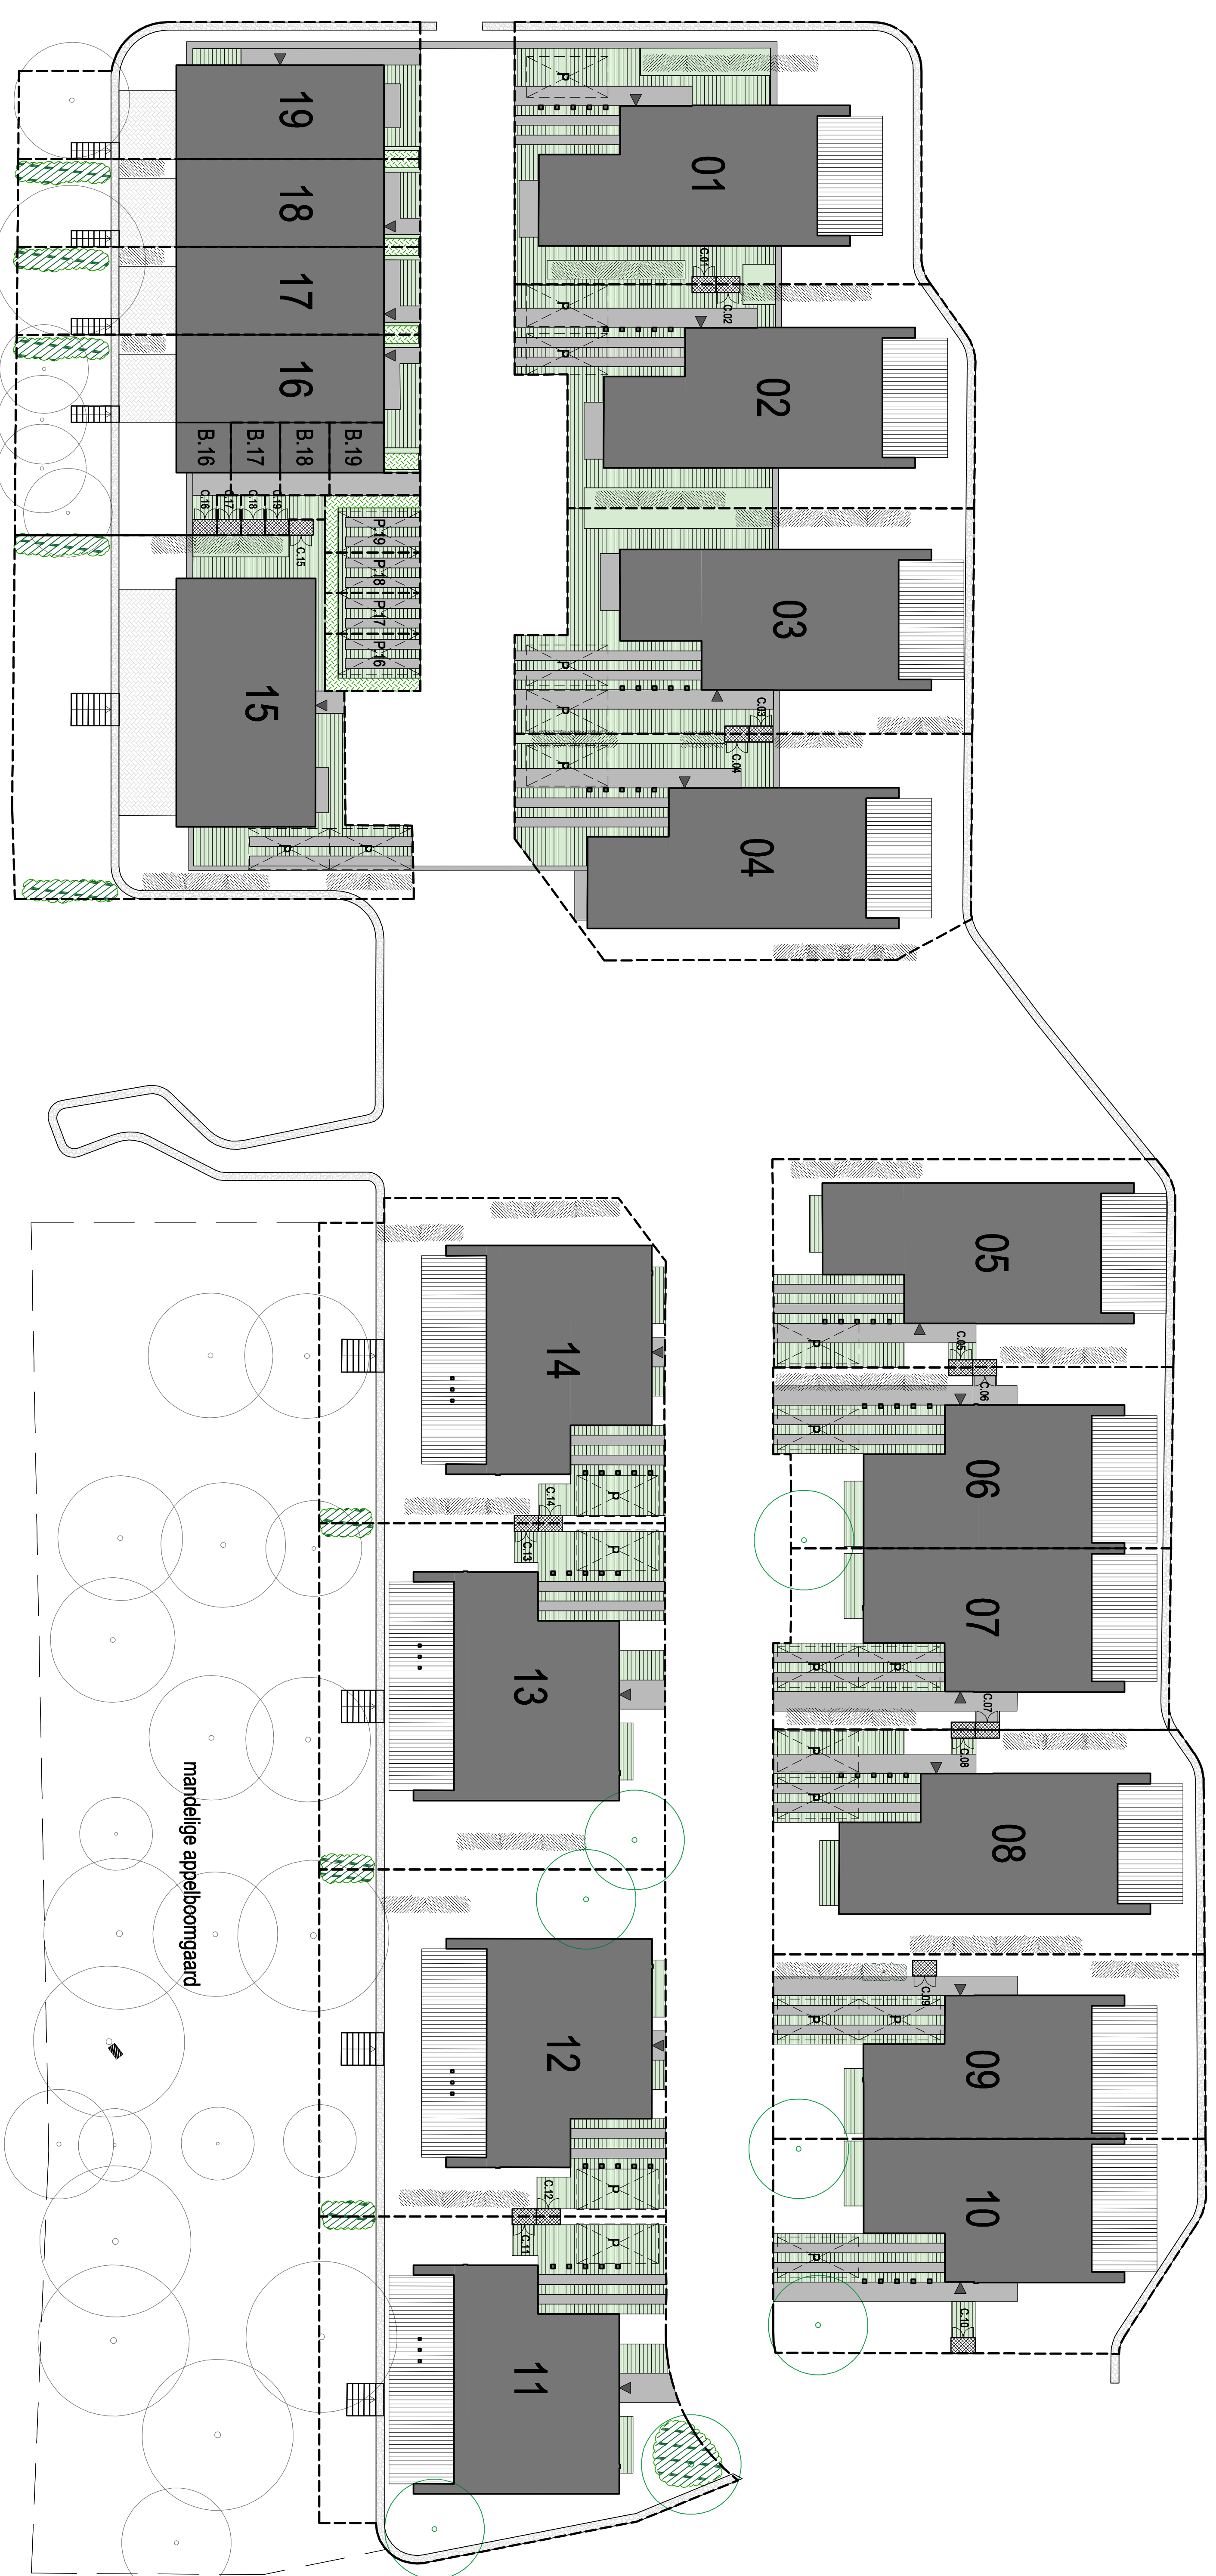 P
19
01
C.01
18
P
C.02
17
P
16
02
B.16
B.17
B.18
B.19
C.16
C.17
C.18
C.19
C.15
P.19
P.18
P.17
P.16
03
P
15
P
C.03
P
C.04
P
P
04
05
P
C.05
14
C.06
P
06
C.14
P
C.13
P
07
13
P
P
C.07
P
C.08
P
mandelige appelboomgaard
08
C.09
P
P
12
09
C.12
P
10
C.11
P
P
11
C.10